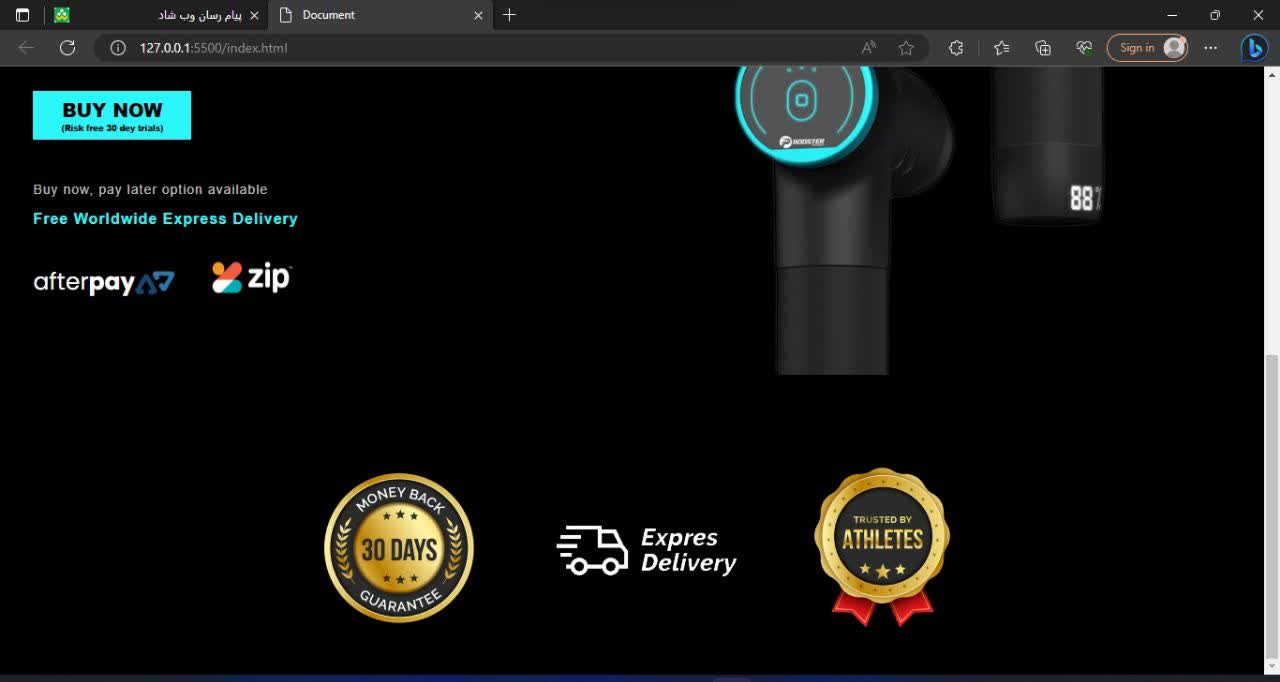 پیام رسان وب شاد
Document
127.0.0.1:5500/index.html
Sign in
BUY NOW
(Risk free 30 dey trials)
Buy now, pay later option available
Free Worldwide Express Delivery
afterpay
zip
BOOSTER
88%
MONEY BACK
30 DAYS
GUARANTEE
Expres
Delivery
TRUSTED BY
ATHLETES